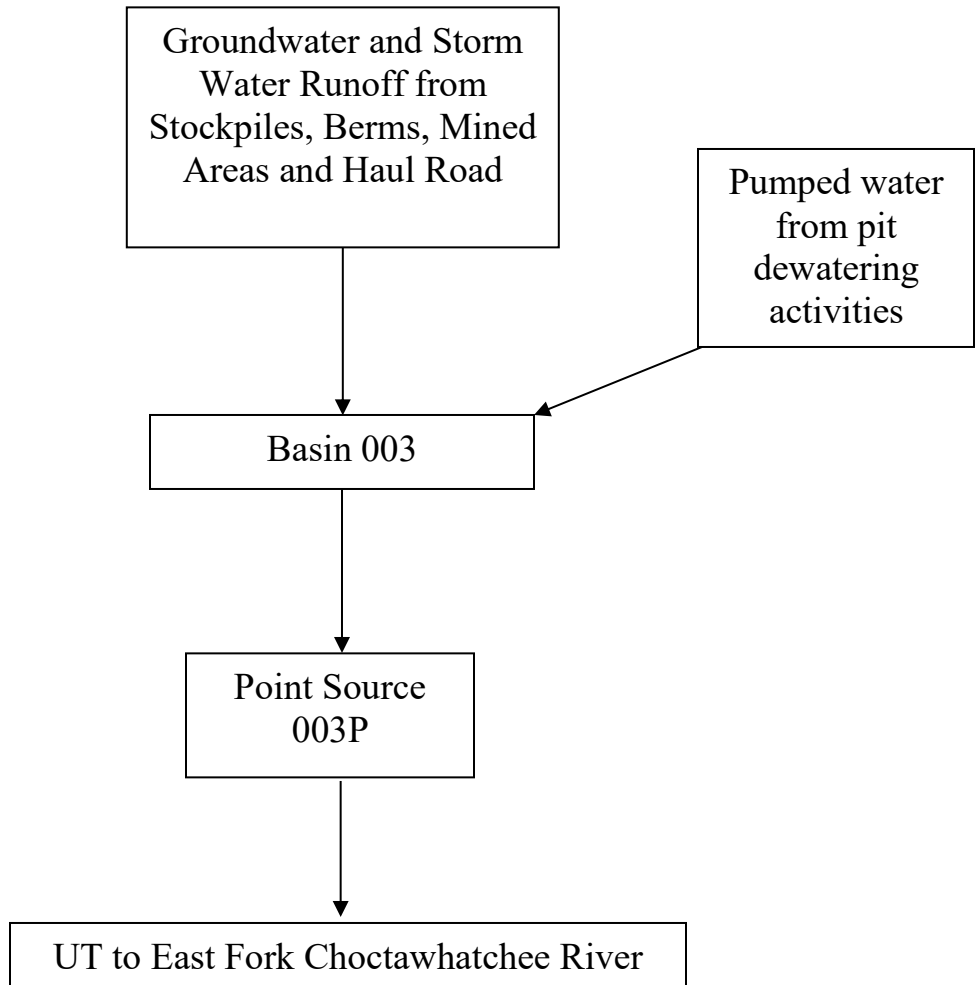 Groundwater and Storm
Water Runoff from
Stockpiles, Berms, Mined
Areas and Haul Road
Pumped water
from pit
dewatering
activities
Basin 003
Point Source
003P
UT to East Fork Choctawhatchee River